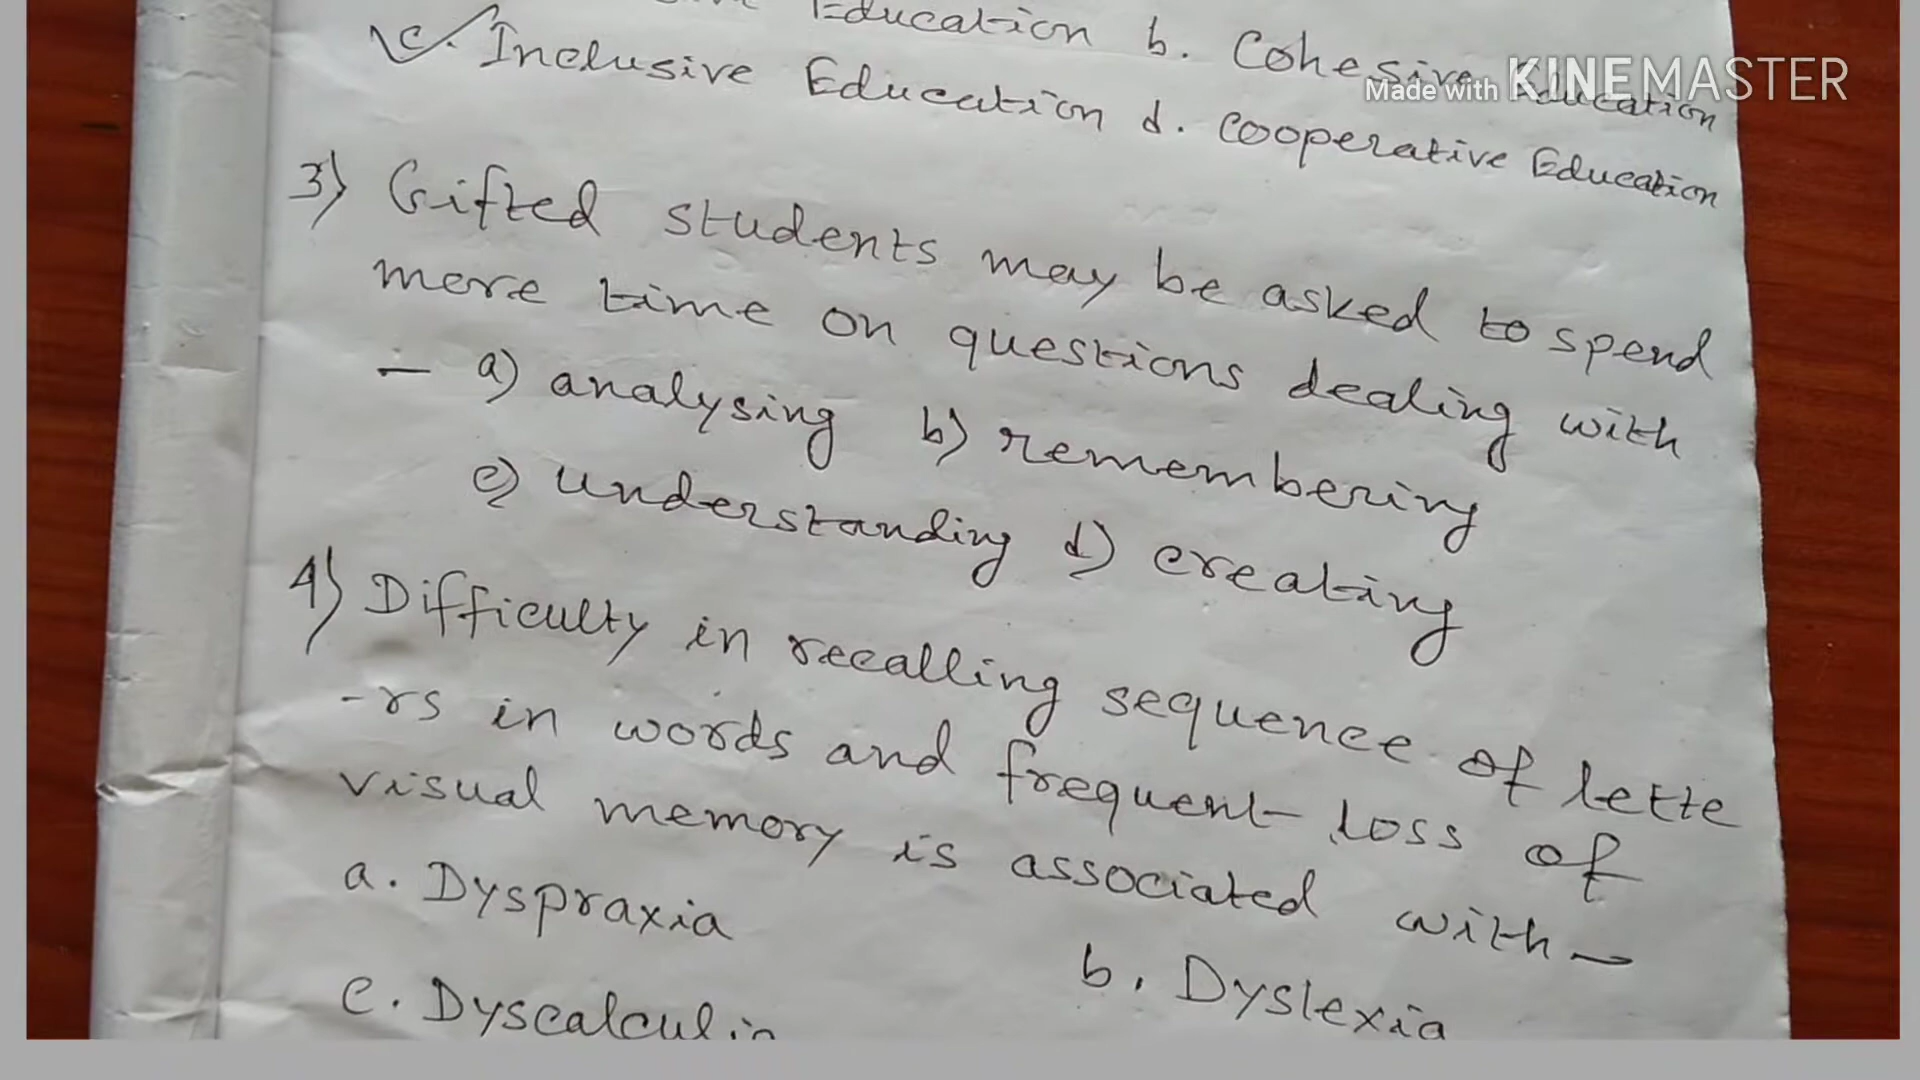 Education b. Cohesive Education
c. Inclusive Education d. Cooperative Education
Made with KINEMASTER
3) Gifted students may be asked to spend
more time on questions dealing with
– a) analysing b) remembering
c) understanding d) creating
4) Difficulty in recalling sequence of lette
-rs in words and frequent loss of
visual memory is associated with –
a. Dyspraxia
b. Dyslexia
c. Dyscalculia